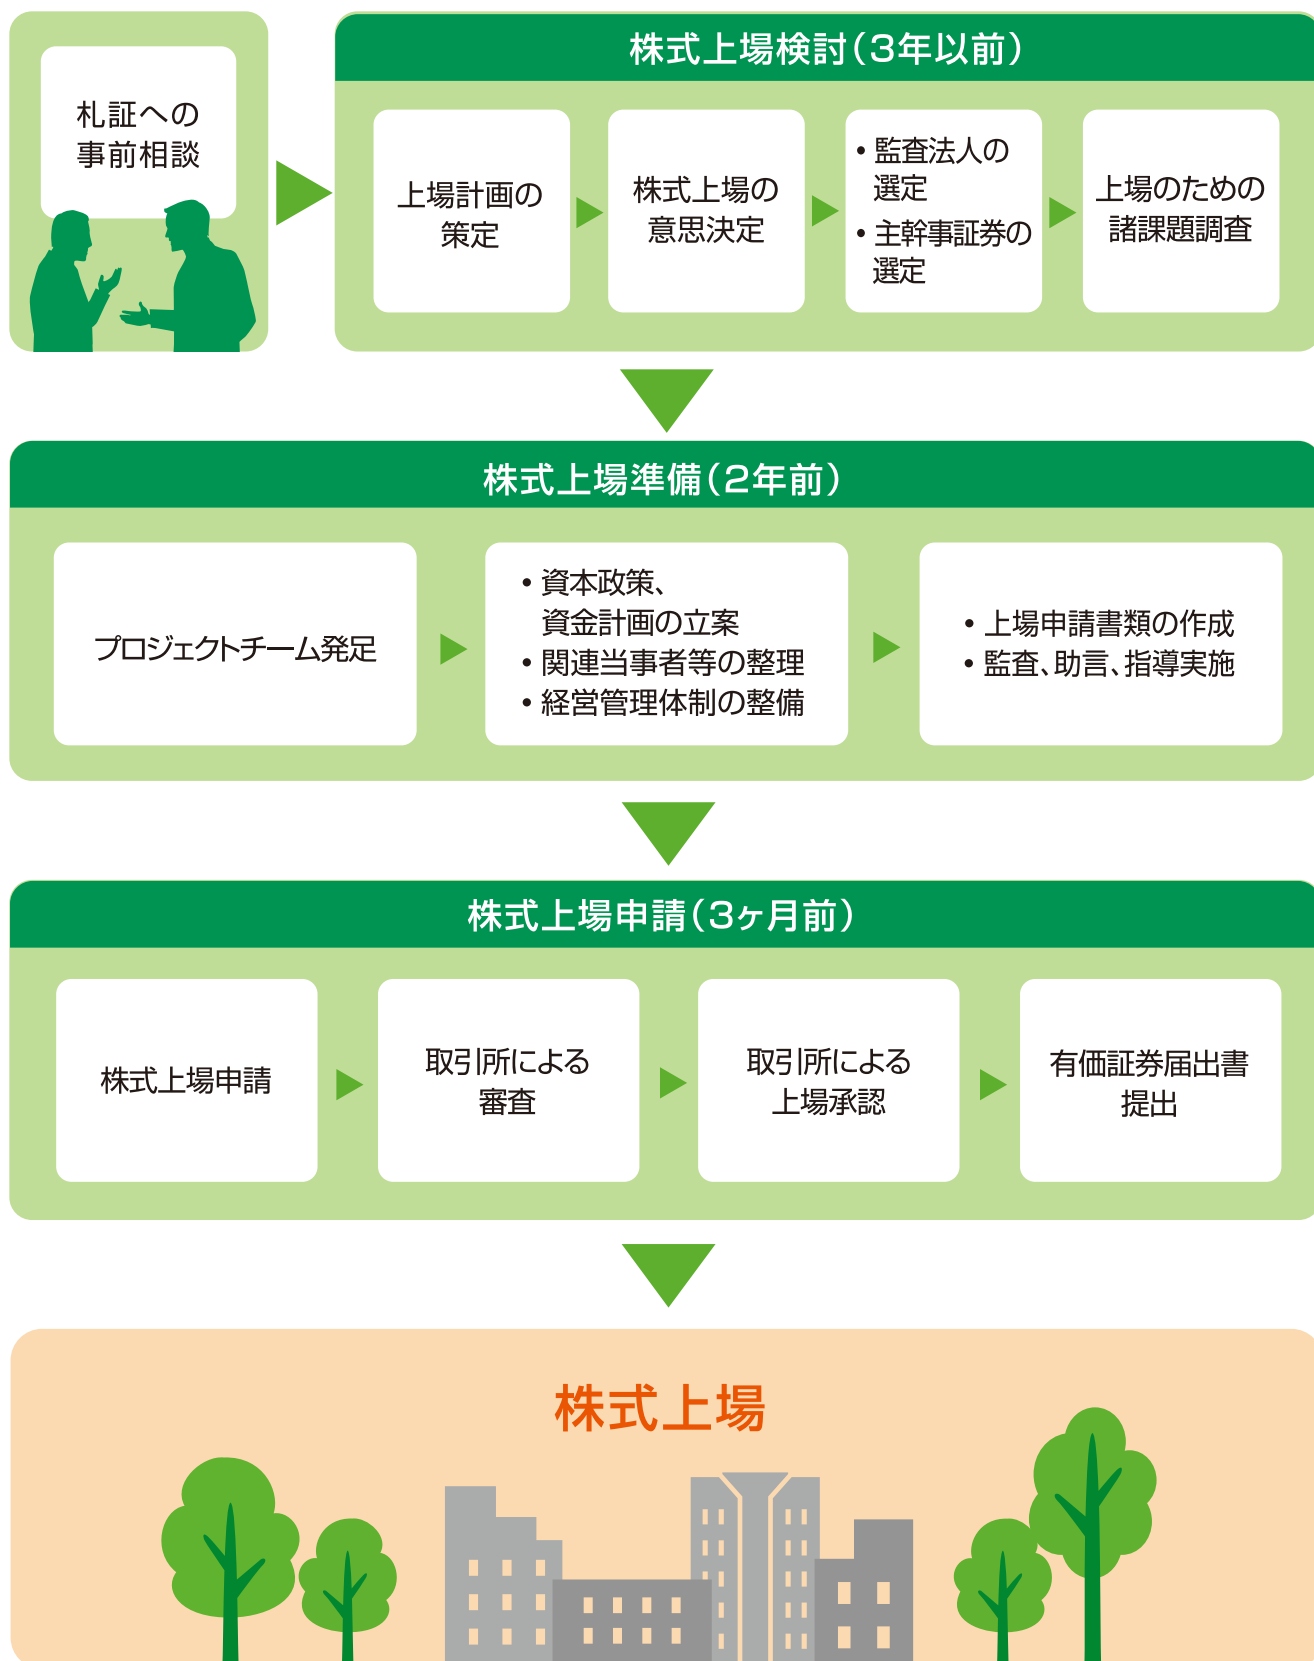 札証への
事前相談
株式上場検討(3年以前)
上場計画の
策定
株式上場の
意思決定
• 監査法人の
選定
• 主幹事証券の
選定
上場のための
諸課題調査
株式上場準備(2年前)
プロジェクトチーム発足
• 資本政策、
資金計画の立案
• 関連当事者等の整理
• 経営管理体制の整備
• 上場申請書類の作成
• 監査、助言、指導実施
株式上場申請(3ヶ月前)
株式上場申請
取引所による
審査
取引所による
上場承認
有価証券届出書
提出
株式上場